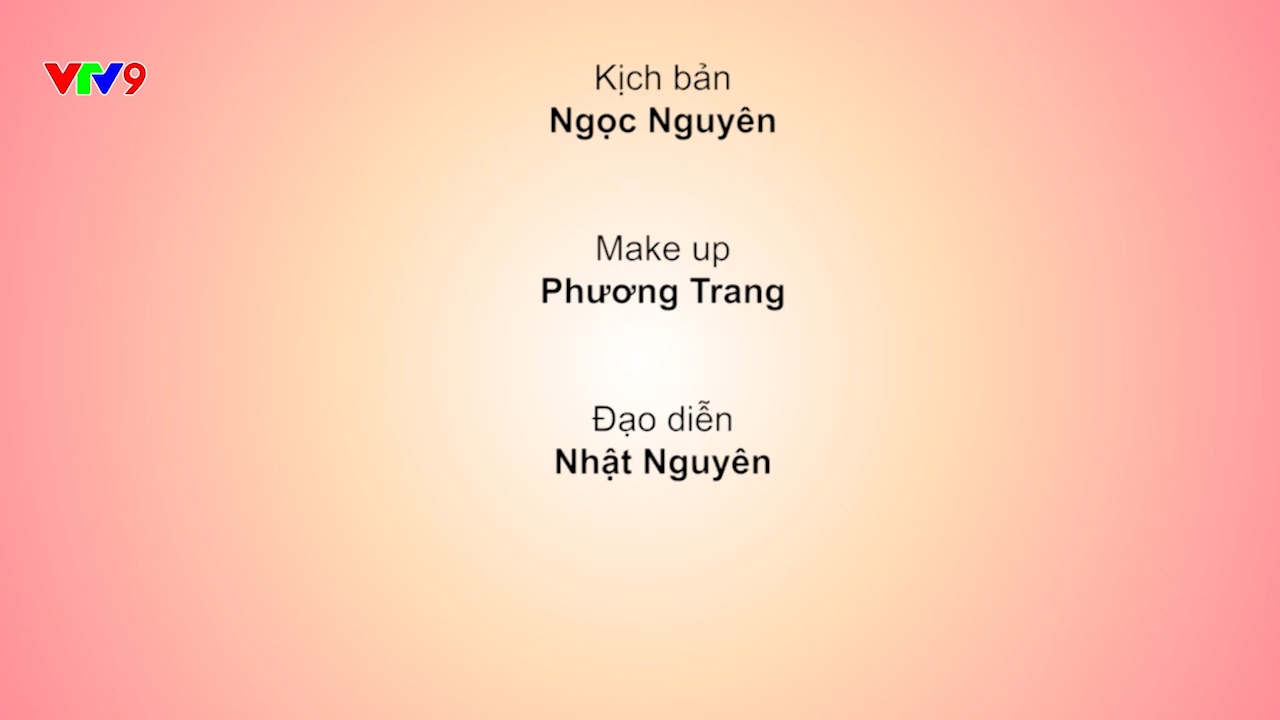 VTV9
Kịch bản
Ngọc Nguyên
Make up
Phương Trang
Đạo diễn
Nhật Nguyên